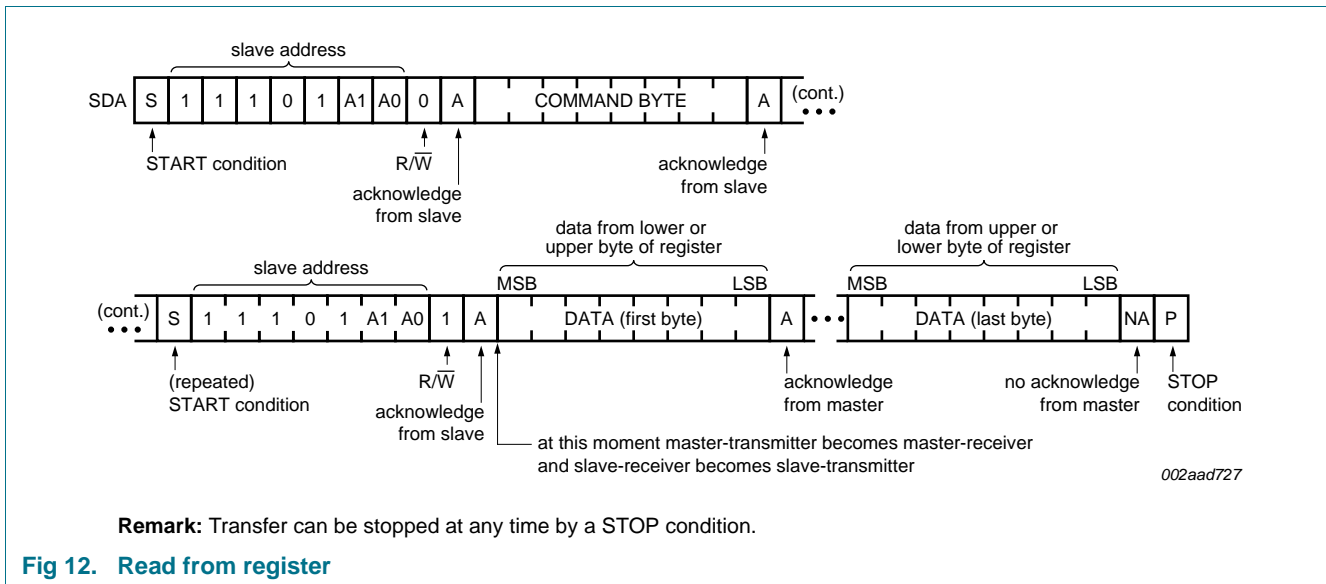 slave address
SDA S 1 1 1 0 1 A1 A0 0 A COMMAND BYTE A (cont.)
START condition R/W acknowledge
from slave
acknowledge
from slave
data from lower or
upper byte of register
data from upper or
lower byte of register
slave address
MSB LSB MSB LSB
(cont.) S 1 1 1 0 1 A1 A0 1 A DATA (first byte) A DATA (last byte) NA P
(repeated)
START condition
R/W
acknowledge
from slave
acknowledge
from master
no acknowledge
from master
STOP
condition
at this moment master-transmitter becomes master-receiver
and slave-receiver becomes slave-transmitter
002aad727
Remark: Transfer can be stopped at any time by a STOP condition.
Fig 12. Read from register